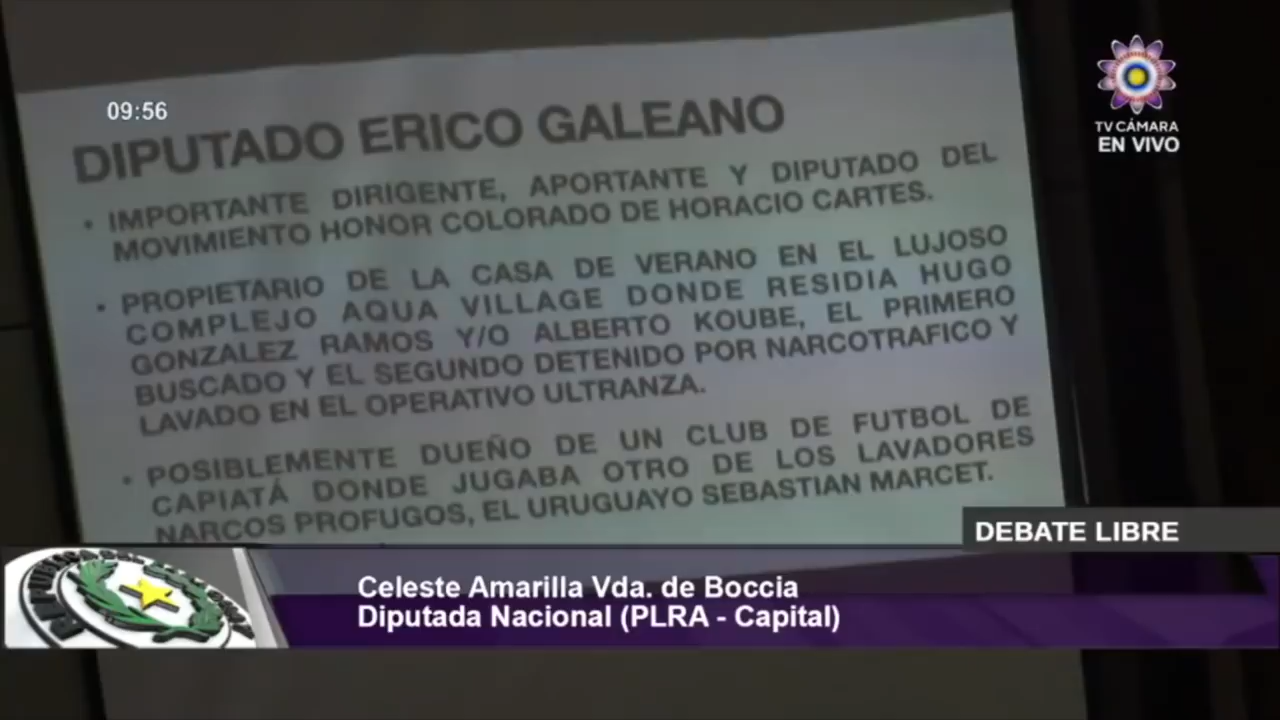 09:56
TV CÁMARA
EN VIVO
DIPUTADO ERICO GALEANO
• IMPORTANTE DIRIGENTE, APORTANTE Y DIPUTADO DEL
MOVIMIENTO HONOR COLORADO DE HORACIO CARTES.
• PROPIETARIO DE LA CASA DE VERANO EN EL LUJOSO
COMPLEJO AQUA VILLAGE DONDE RESIDIA HUGO
GONZALEZ RAMOS Y/O ALBERTO KOUBE, EL PRIMERO
BUSCADO Y EL SEGUNDO DETENIDO POR NARCOTRAFICO Y
LAVADO EN EL OPERATIVO ULTRANZA.
• POSIBLEMENTE DUEÑO DE UN CLUB DE FUTBOL DE
CAPIATÁ DONDE JUGABA OTRO DE LOS LAVADORES
NARCOS PROFUGOS, EL URUGUAYO SEBASTIAN MARCET.
DEBATE LIBRE
Celeste Amarilla Vda. de Boccia
Diputada Nacional (PLRA - Capital)